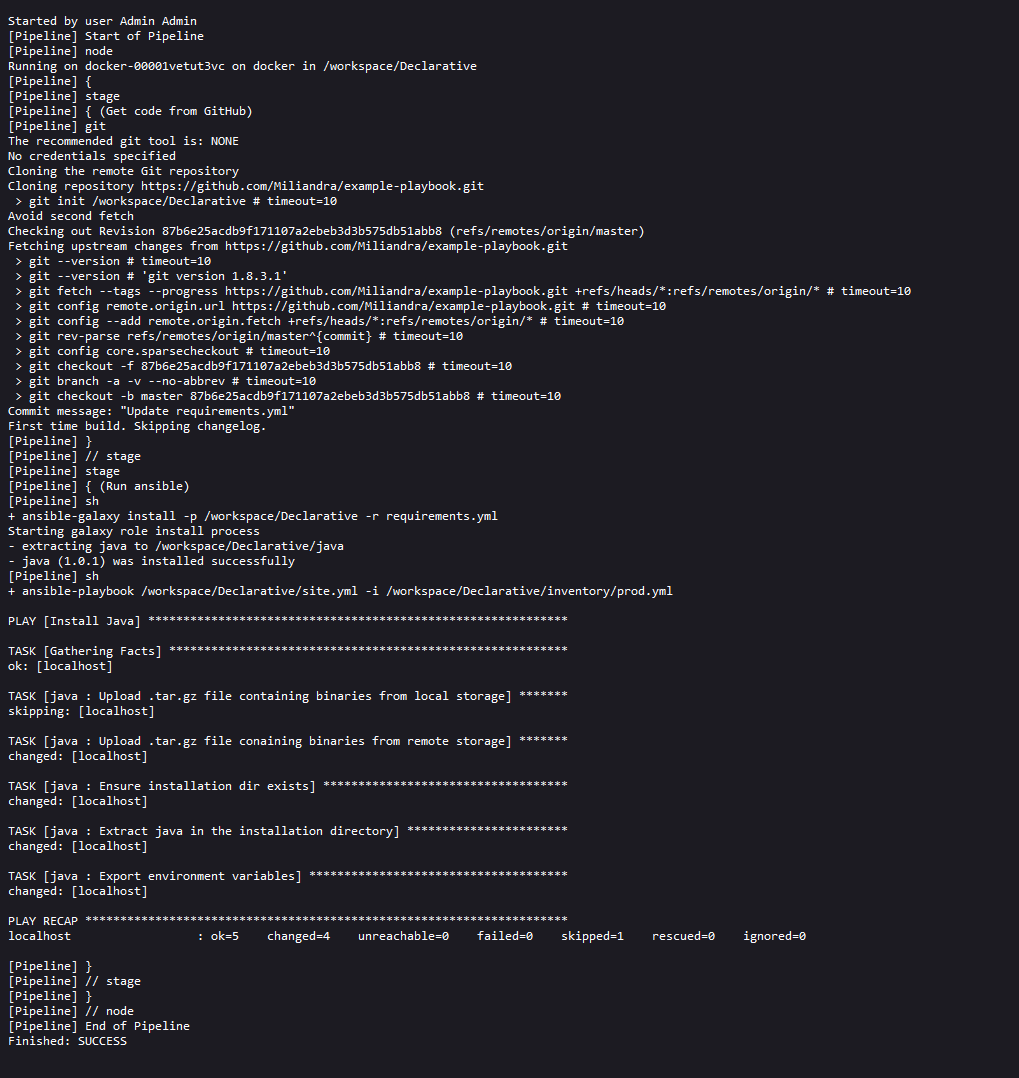 Started by user Admin Admin
[Pipeline] Start of Pipeline
[Pipeline] node
Running on docker-00001vetut3vc on docker in /workspace/Declarative
[Pipeline] {
[Pipeline] stage
[Pipeline] { (Get code from GitHub)
[Pipeline] git
The recommended git tool is: NONE
No credentials specified
Cloning the remote Git repository
Cloning repository https://github.com/Miliandra/example-playbook.git
 > git init /workspace/Declarative # timeout=10
Avoid second fetch
Checking out Revision 87b6e25acdb9f171107a2ebeb3d3b575db51abb8 (refs/remotes/origin/master)
Fetching upstream changes from https://github.com/Miliandra/example-playbook.git
 > git --version # timeout=10
 > git --version # 'git version 1.8.3.1'
 > git fetch --tags --progress https://github.com/Miliandra/example-playbook.git +refs/heads/*:refs/remotes/origin/* # timeout=10
 > git config remote.origin.url https://github.com/Miliandra/example-playbook.git # timeout=10
 > git config --add remote.origin.fetch +refs/heads/*:refs/remotes/origin/* # timeout=10
 > git rev-parse refs/remotes/origin/master^{commit} # timeout=10
 > git config core.sparsecheckout # timeout=10
 > git checkout -f 87b6e25acdb9f171107a2ebeb3d3b575db51abb8 # timeout=10
 > git branch -a -v --no-abbrev # timeout=10
 > git checkout -b master 87b6e25acdb9f171107a2ebeb3d3b575db51abb8 # timeout=10
Commit message: "Update requirements.yml"
First time build. Skipping changelog.
[Pipeline] }
[Pipeline] // stage
[Pipeline] stage
[Pipeline] { (Run ansible)
[Pipeline] sh
+ ansible-galaxy install -p /workspace/Declarative -r requirements.yml
Starting galaxy role install process
- extracting java to /workspace/Declarative/java
- java (1.0.1) was installed successfully
[Pipeline] sh
+ ansible-playbook /workspace/Declarative/site.yml -i /workspace/Declarative/inventory/prod.yml
PLAY [Install Java] ************************************************************
TASK [Gathering Facts] *********************************************************
ok: [localhost]
TASK [java : Upload .tar.gz file containing binaries from local storage] *******
skipping: [localhost]
TASK [java : Upload .tar.gz file conaining binaries from remote storage] *******
changed: [localhost]
TASK [java : Ensure installation dir exists] ***********************************
changed: [localhost]
TASK [java : Extract java in the installation directory] ***********************
changed: [localhost]
TASK [java : Export environment variables] *************************************
changed: [localhost]
PLAY RECAP *********************************************************************
localhost                  : ok=5    changed=4    unreachable=0    failed=0    skipped=1    rescued=0    ignored=0
[Pipeline] }
[Pipeline] // stage
[Pipeline] }
[Pipeline] // node
[Pipeline] End of Pipeline
Finished: SUCCESS